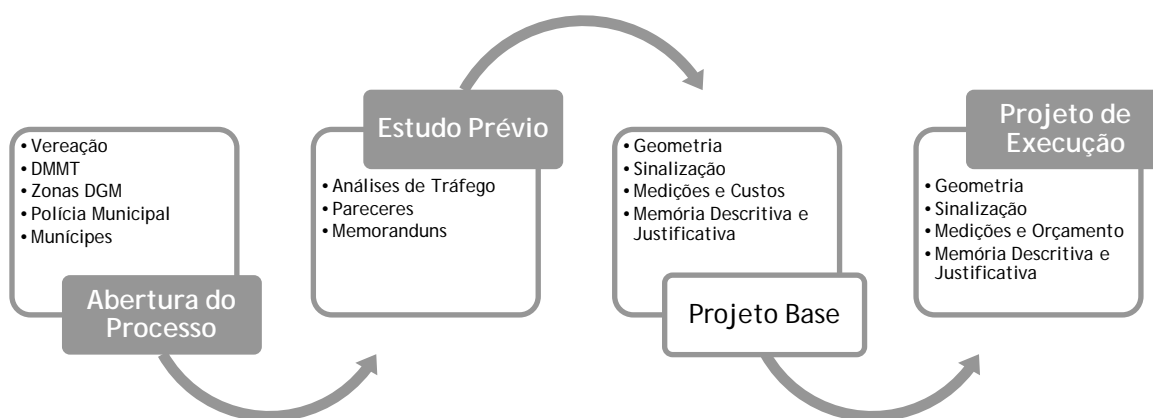 • Vereação
• DMMT
• Zonas DGM
• Polícia Municipal
• Munícipes
Abertura do
Processo
Estudo Prévio
• Análises de Tráfego
• Pareceres
• Memoranduns
• Geometria
• Sinalização
• Medições e Custos
• Memória Descritiva e
Justificativa
Projeto Base
Projeto de
Execução
• Geometria
• Sinalização
• Medições e Orçamento
• Memória Descritiva e
Justificativa